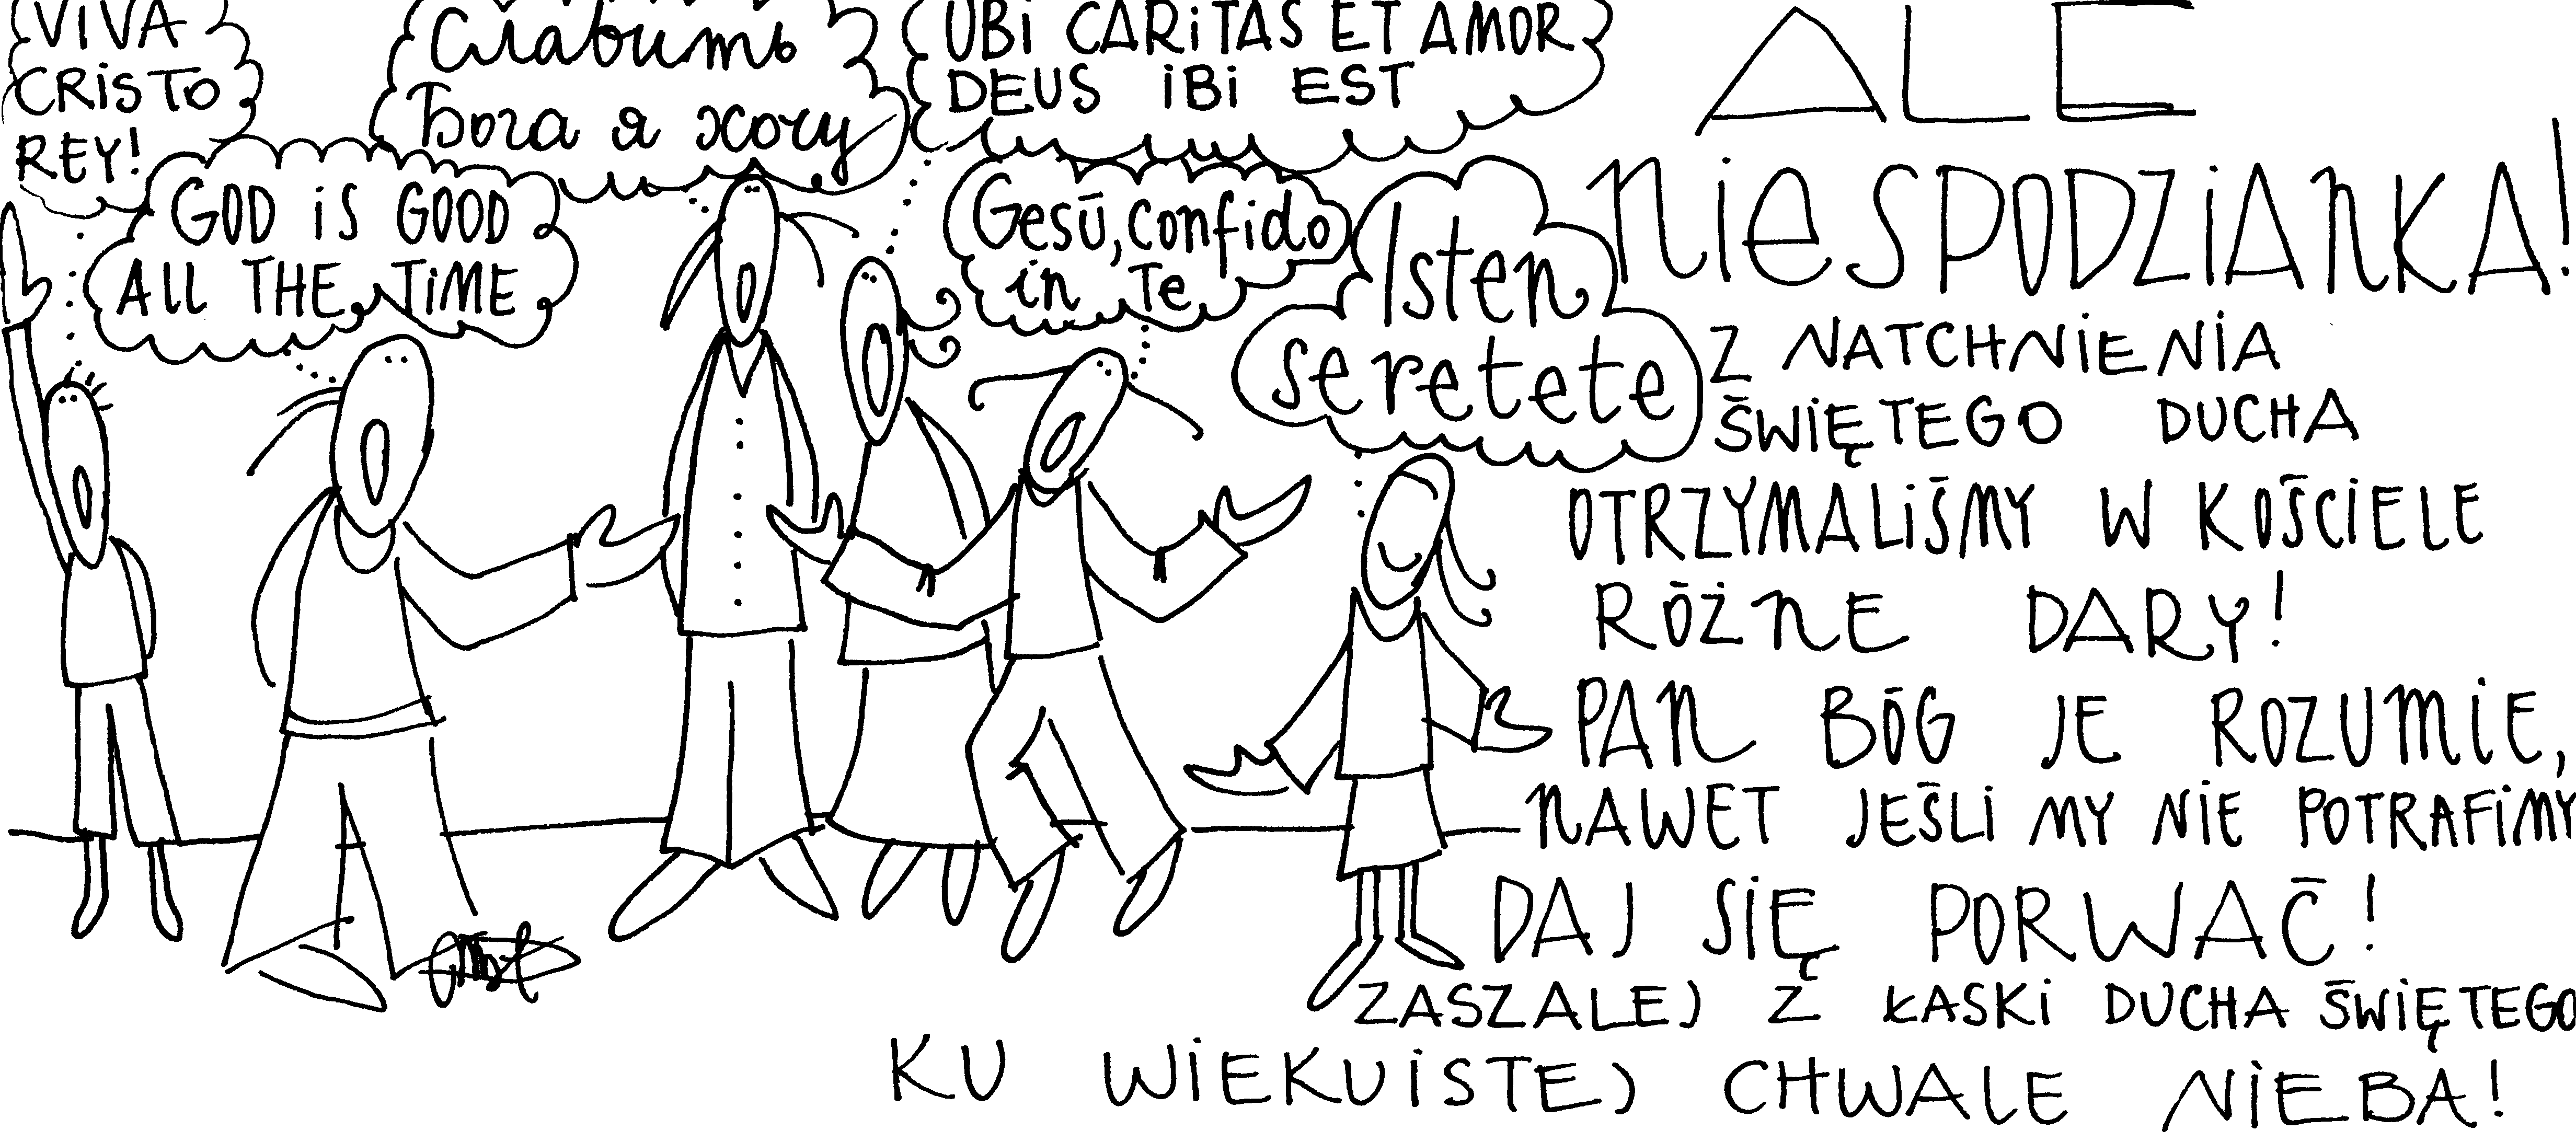 VIVA
CRiSTO
REY!
GOD iS GOOD
ALL THE TiME
Славить
Бога я хочу
UBi CARiTAS ET AMOR
DEUS iBi EST
Gesū, confido
in Te
Isten
seretete
ALE
NieSPODZiANKA!
Z NATCHNiENiA
ŚWiĘTEGO DUCHA
OTRZYMALiŚMY W KOŚCiELE
RÓŻNE DARY!
PAN BÓG JE ROZUMiE,
NAWET JEŚLi MY NiE POTRAFiMY
DAJ SiĘ PORWAĆ!
ZASZALEJ Z ŁASKi DUCHA ŚWiĘTEGO
KU WiEKUiSTEJ CHWALE NiEBA!